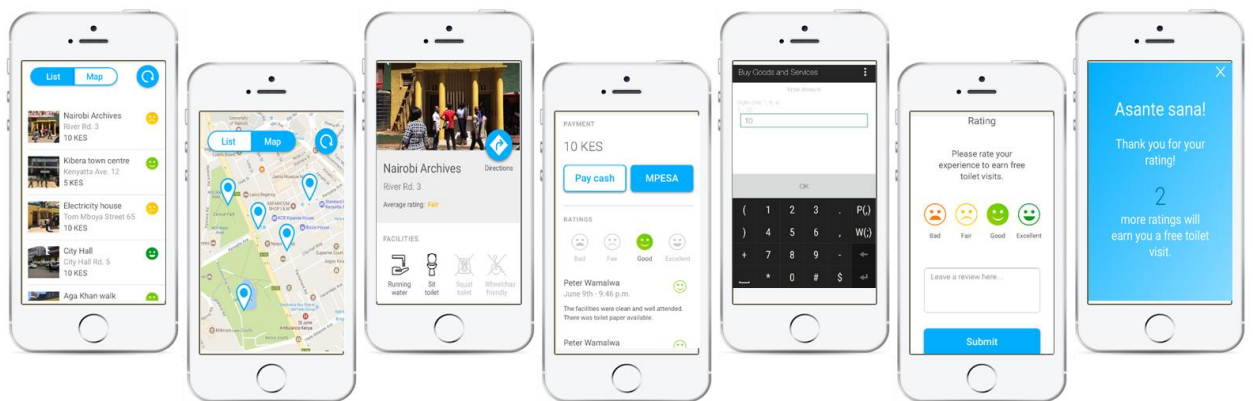 List
Map
Nairobi Archives
River Rd. 3
10 KES
Kibera town centre
Kenyatta Ave. 12
5 KES
Electricity house
Tom Mboya Street 65
10 KES
City Hall
City Hall Rd. 5
10 KES
Aga Khan walk
List
Map
Nairobi Archives
River Rd. 3
Directions
Average rating: Fair
FACILITIES
Running
water
Sit
toilet
Squat
toilet
Wheelchair
friendly
PAYMENT
10 KES
Pay cash
MPESA
RATINGS
Bad
Fair
Good
Excellent
Peter Wamalwa
June 9th - 9:46 p.m.
The facilities were clean and well attended.
There was toilet paper available.
Peter Wamalwa
Buy Goods and Services
Enter Amount
10
OK
( 1 2 3 . P(,)
) 4 5 6 , W(;)
+ 7 8 9 -
* 0 # $
Rating
Please rate your
experience to earn free
toilet visits.
Bad
Fair
Good
Excellent
Leave a review here...
Submit
X
Asante sana!
Thank you for your
rating!
2
more ratings will
earn you a free toilet
visit.